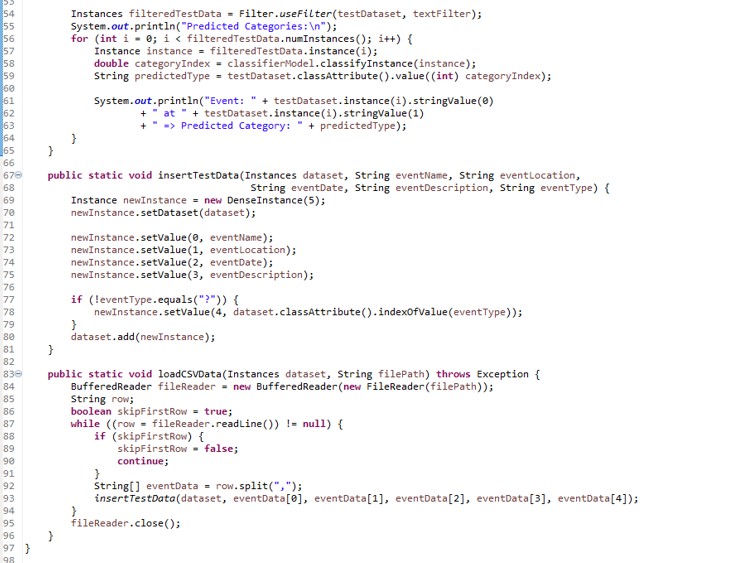 53
54 Instances filteredTestData = Filter.useFilter(testDataset, textFilter);
55 System.out.println("Predicted Categories:\n");
56 for (int i = 0; i < filteredTestData.numInstances(); i++) {
57 Instance instance = filteredTestData.instance(i);
58 double categoryIndex = classifierModel.classifyInstance(instance);
59 String predictedType = testDataset.classAttribute().value((int) categoryIndex);
60
61 System.out.println("Event: " + testDataset.instance(i).stringValue(0)
62 + " at " + testDataset.instance(i).stringValue(1)
63 + " => Predicted Category: " + predictedType);
64 }
65 }
66
67 public static void insertTestData(Instances dataset, String eventName, String eventLocation,
68 String eventDate, String eventDescription, String eventType) {
69 Instance newInstance = new DenseInstance(5);
70 newInstance.setDataset(dataset);
71
72 newInstance.setValue(0, eventName);
73 newInstance.setValue(1, eventLocation);
74 newInstance.setValue(2, eventDate);
75 newInstance.setValue(3, eventDescription);
76
77 if (!eventType.equals("?")) {
78 newInstance.setValue(4, dataset.classAttribute().indexOfValue(eventType));
79 }
80 dataset.add(newInstance);
81 }
82
83 public static void loadCSVData(Instances dataset, String filePath) throws Exception {
84 BufferedReader fileReader = new BufferedReader(new FileReader(filePath));
85 String row;
86 boolean skipFirstRow = true;
87 while ((row = fileReader.readLine()) != null) {
88 if (skipFirstRow) {
89 skipFirstRow = false;
90 continue;
91 }
92 String[] eventData = row.split(",");
93 insertTestData(dataset, eventData[0], eventData[1], eventData[2], eventData[3], eventData[4]);
94 }
95 fileReader.close();
96 }
97 }
98